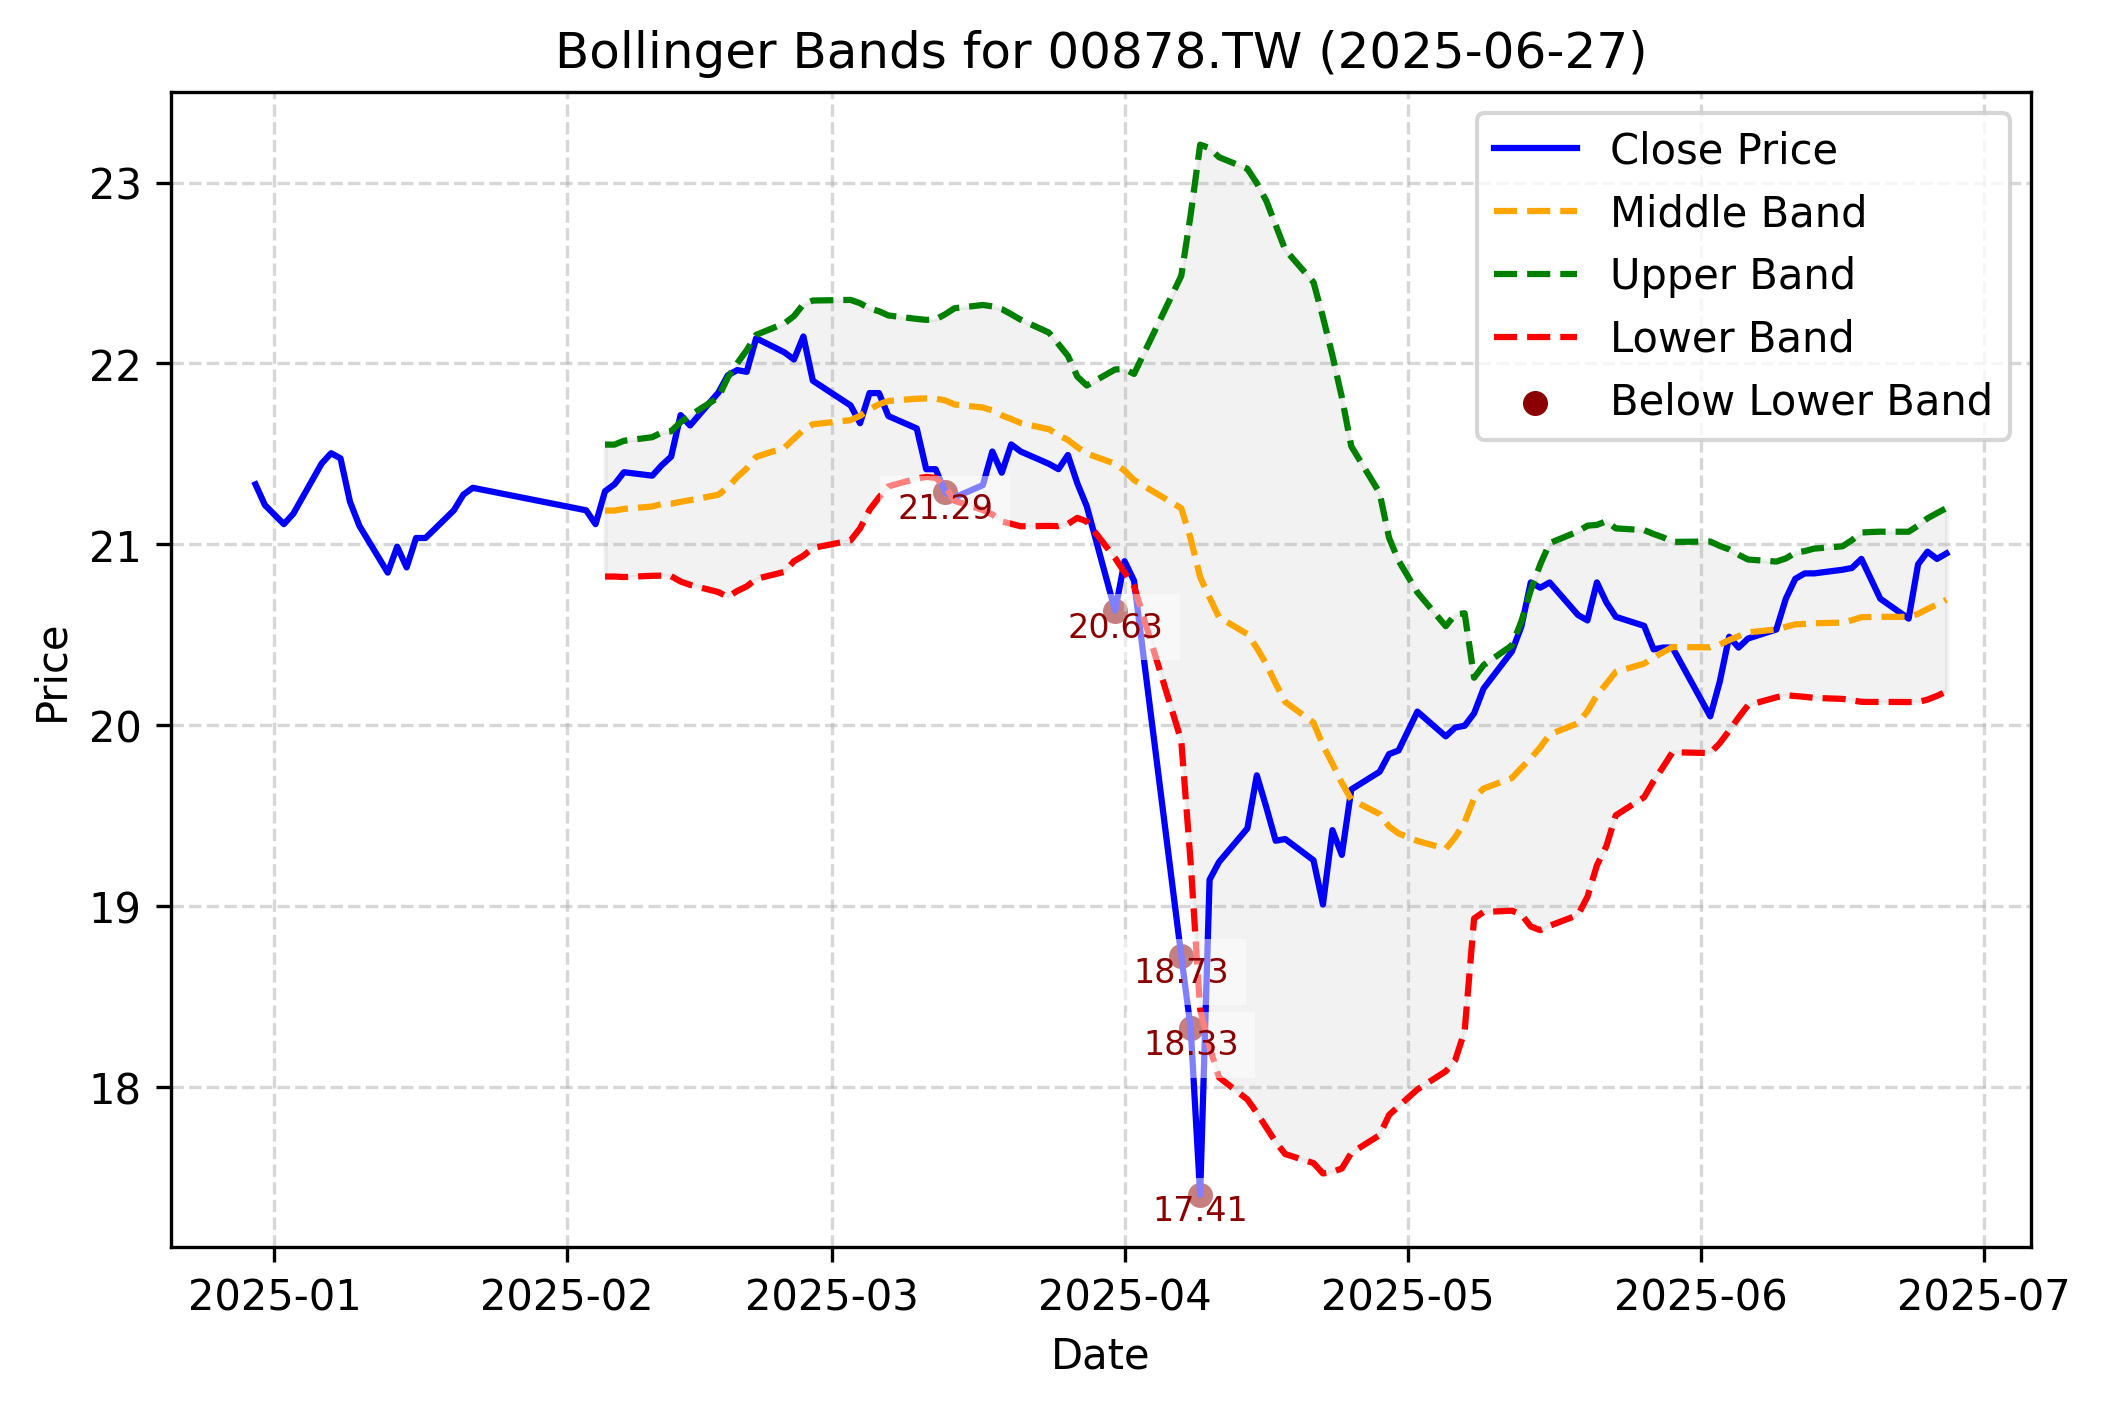 Bollinger Bands for 00878.TW (2025-06-27)
Close Price
Middle Band
Upper Band
Lower Band
Below Lower Band
23
22
21
20
19
18
Price
21.29
20.63
18.73
18.33
17.41
2025-01
2025-02
2025-03
2025-04
2025-05
2025-06
2025-07
Date